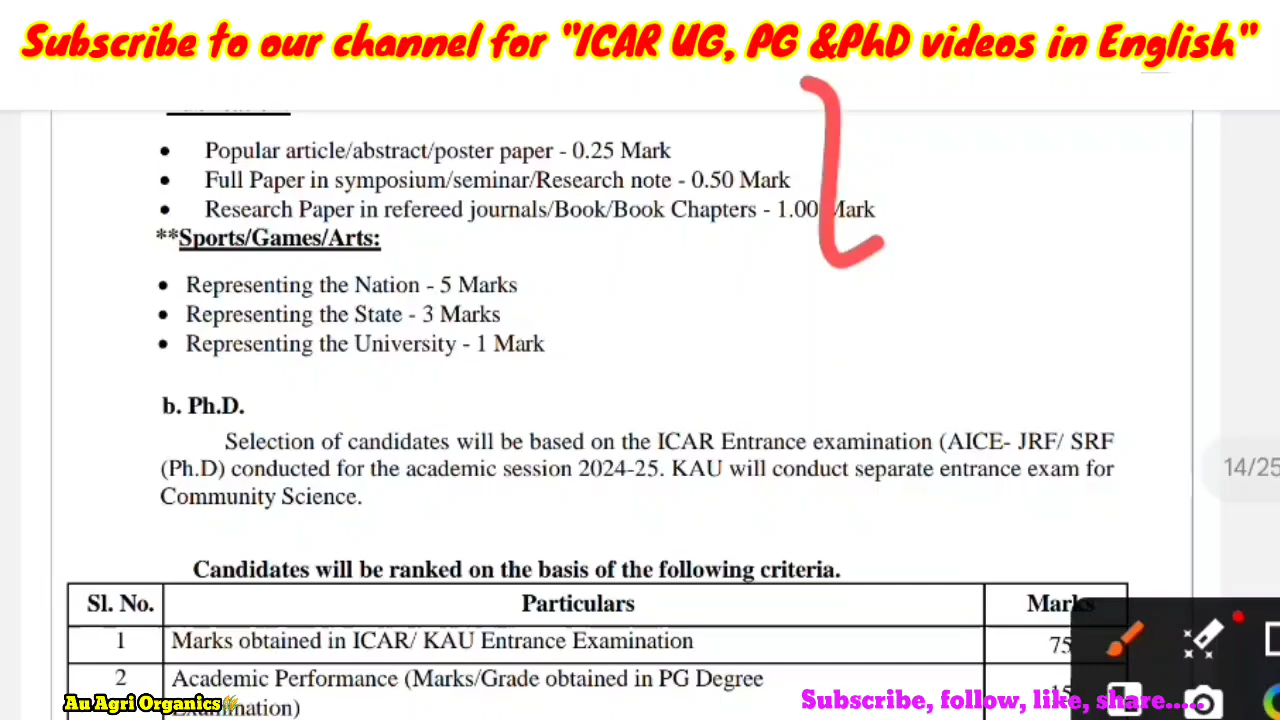 Subscribe to our channel for "ICAR UG, PG &PhD videos in English"
• Popular article/abstract/poster paper - 0.25 Mark
• Full Paper in symposium/seminar/Research note - 0.50 Mark
• Research Paper in refereed journals/Book/Book Chapters - 1.00 Mark
**Sports/Games/Arts:
• Representing the Nation - 5 Marks
• Representing the State - 3 Marks
• Representing the University - 1 Mark
b. Ph.D.
Selection of candidates will be based on the ICAR Entrance examination (AICE- JRF/ SRF
(Ph.D) conducted for the academic session 2024-25. KAU will conduct separate entrance exam for
Community Science.
14/25
Candidates will be ranked on the basis of the following criteria.
Sl. No. Particulars Marks
1 Marks obtained in ICAR/ KAU Entrance Examination 75
2 Academic Performance (Marks/Grade obtained in PG Degree 15
Examination)
Au Agri Organics
Subscribe, follow, like, share.....